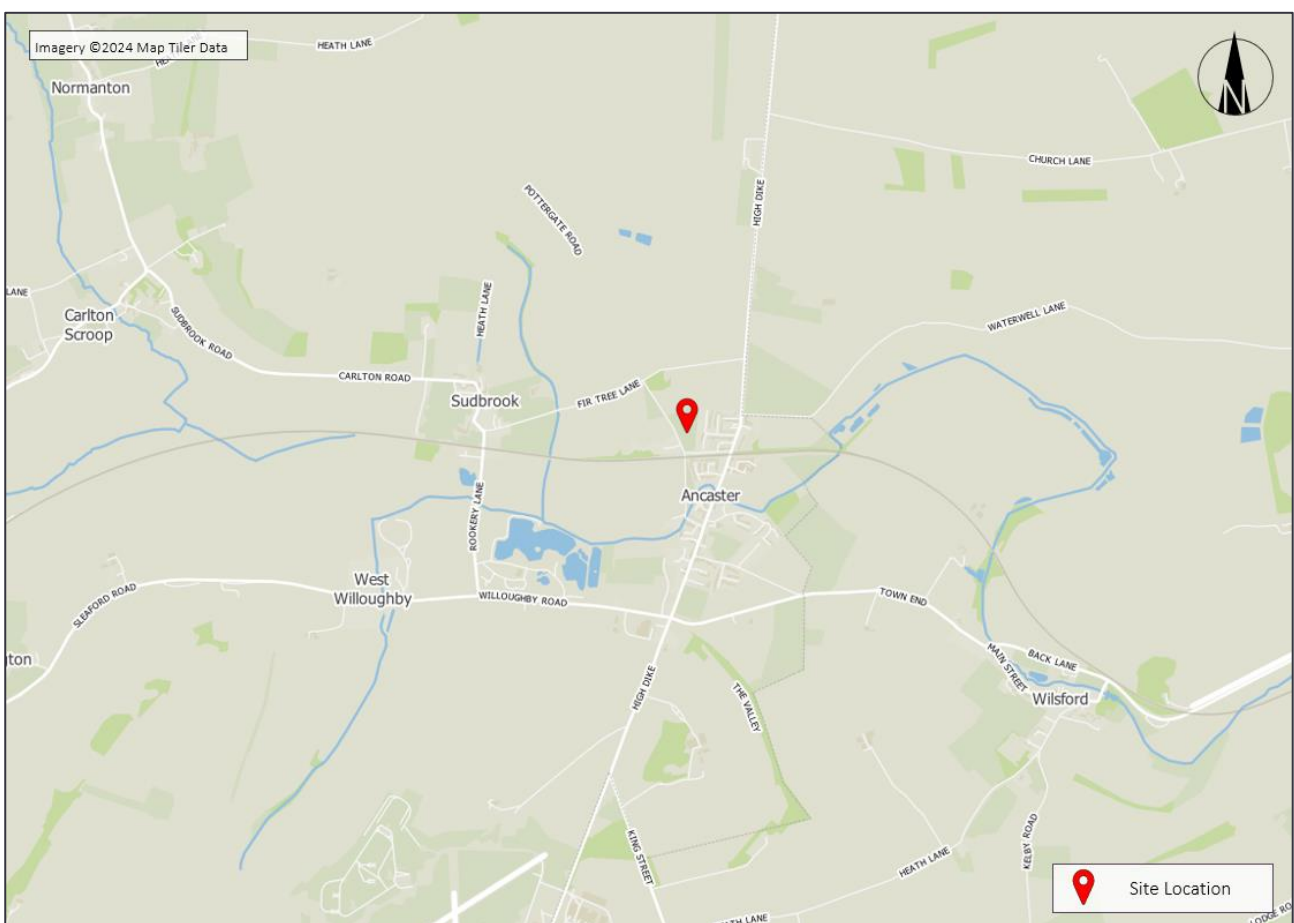 Imagery ©2024 Map Tiler Data
HEATH LANE
HEATH LANE
N
Normanton
CHURCH LANE
HIGH DIKE
POTTERGATE ROAD
LANE
HEATH LANE
Carlton
Scroop
SUDBROOK ROAD
WATERWELL LANE
CARLTON ROAD
Sudbrook
FIR TREE LANE
Ancaster
ROOKERY LANE
West
Willoughby
SLEAFORD ROAD
WILLOUGHBY ROAD
TOWN END
MAIN STREET
BACK LANE
gton
HIGH DIKE
THE VALLEY
Wilsford
KING STREET
KELBY ROAD
HEATH LANE
Site Location
TH LANE
LODGE RO